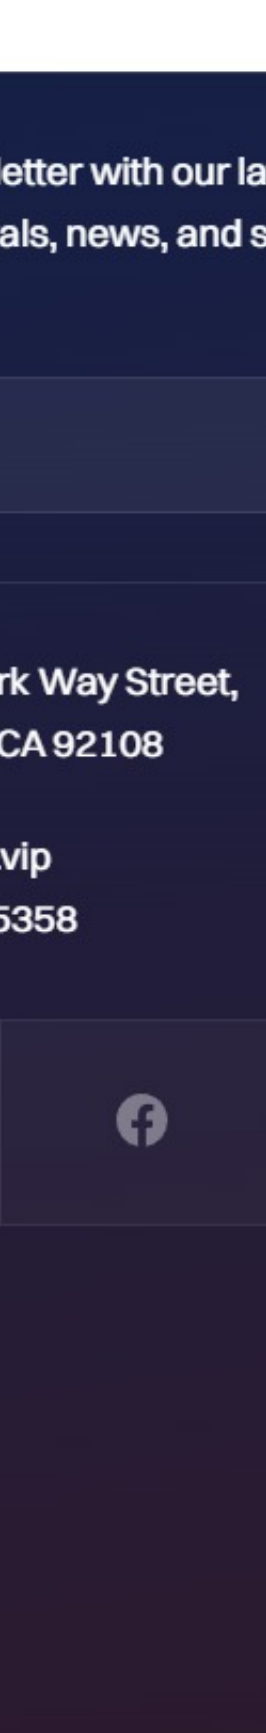 letter with our la
als, news, and s
rk Way Street,
CA 92108
.vip
5358